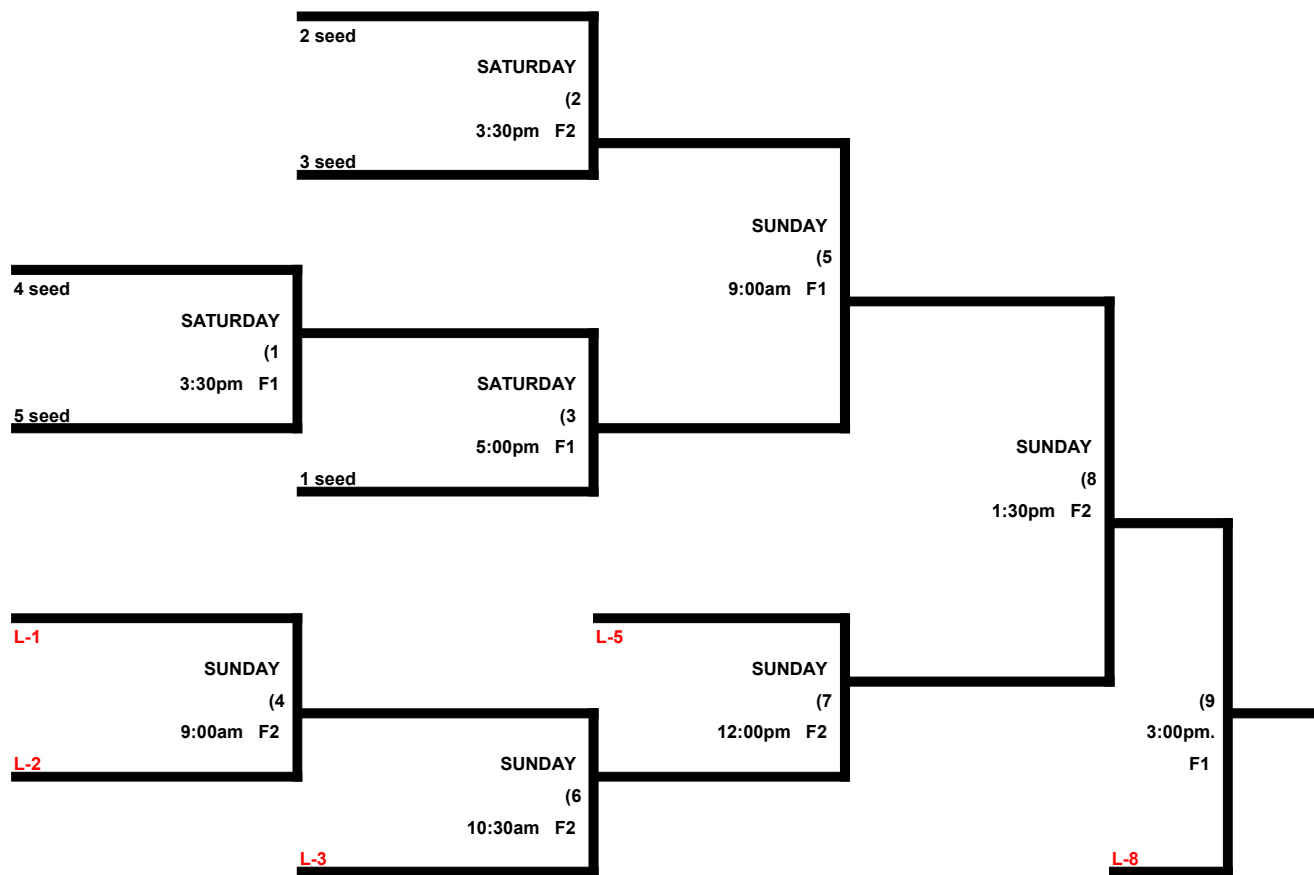 2 seed
SATURDAY
(2
3:30pm F2
3 seed
SUNDAY
(5
9:00am F1
4 seed
SATURDAY
(1
3:30pm F1
5 seed
SATURDAY
(3
5:00pm F1
1 seed
SUNDAY
(8
1:30pm F2
L-1
SUNDAY
(4
9:00am F2
L-2
L-5
SUNDAY
(7
12:00pm F2
SUNDAY
(6
10:30am F2
L-3
(9
3:00pm.
F1
L-8